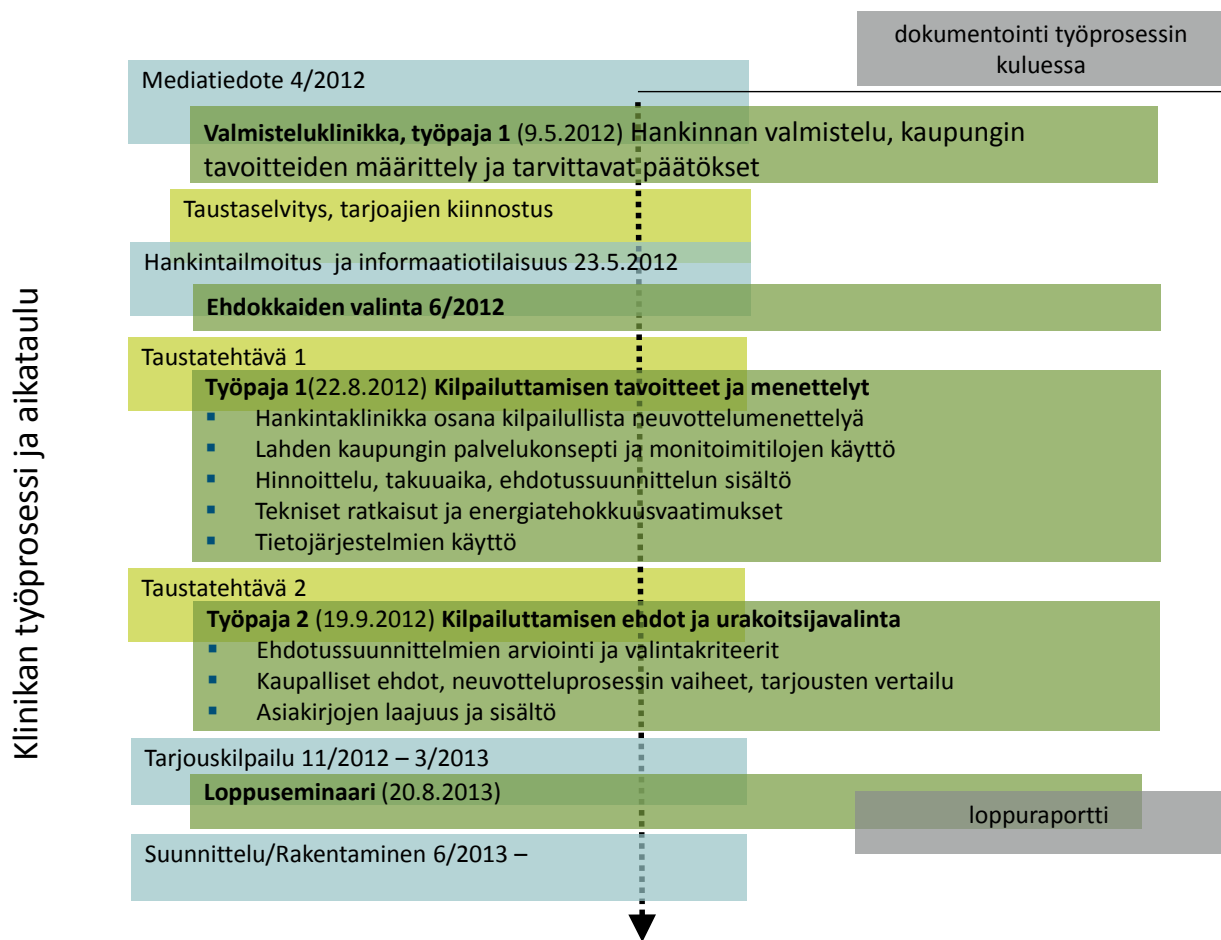 dokumentointi työprosessin
kuluessa
Mediatiedote 4/2012
Valmisteluklinikka, työpaja 1 (9.5.2012) Hankinnan valmistelu, kaupungin
tavoitteiden määrittely ja tarvittavat päätökset
Taustaselvitys, tarjoajien kiinnostus
Hankintailmoitus ja informaatiotilaisuus 23.5.2012
Ehdokkaiden valinta 6/2012
Klinikan työprosessi ja aikataulu
Taustatehtävä 1
Työpaja 1(22.8.2012) Kilpailuttamisen tavoitteet ja menettelyt
▪ Hankintaklinikka osana kilpailullista neuvottelumenettelyä
▪ Lahden kaupungin palvelukonsepti ja monitoimitilojen käyttö
▪ Hinnoittelu, takuuaika, ehdotussuunnittelun sisältö
▪ Tekniset ratkaisut ja energiatehokkuusvaatimukset
▪ Tietojärjestelmien käyttö
Taustatehtävä 2
Työpaja 2 (19.9.2012) Kilpailuttamisen ehdot ja urakoitsijavalinta
▪ Ehdotussuunnittelmien arviointi ja valintakriteerit
▪ Kaupalliset ehdot, neuvotteluprosessin vaiheet, tarjousten vertailu
▪ Asiakirjojen laajuus ja sisältö
Tarjouskilpailu 11/2012 – 3/2013
Loppuseminaari (20.8.2013)
loppuraportti
Suunnittelu/Rakentaminen 6/2013 –